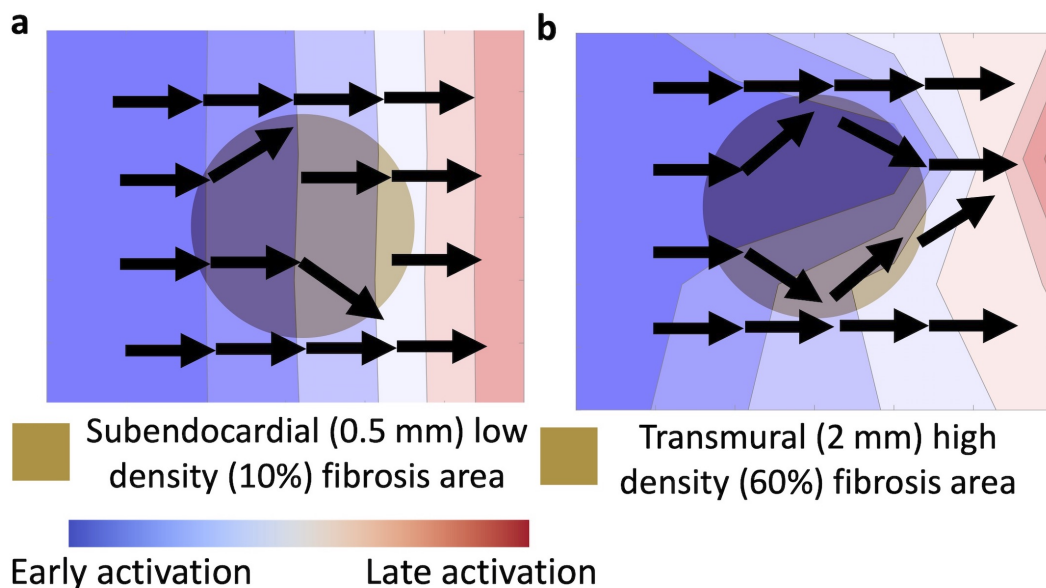 a
b
Subendocardial (0.5 mm) low
density (10%) fibrosis area
Transmural (2 mm) high
density (60%) fibrosis area
Early activation
Late activation